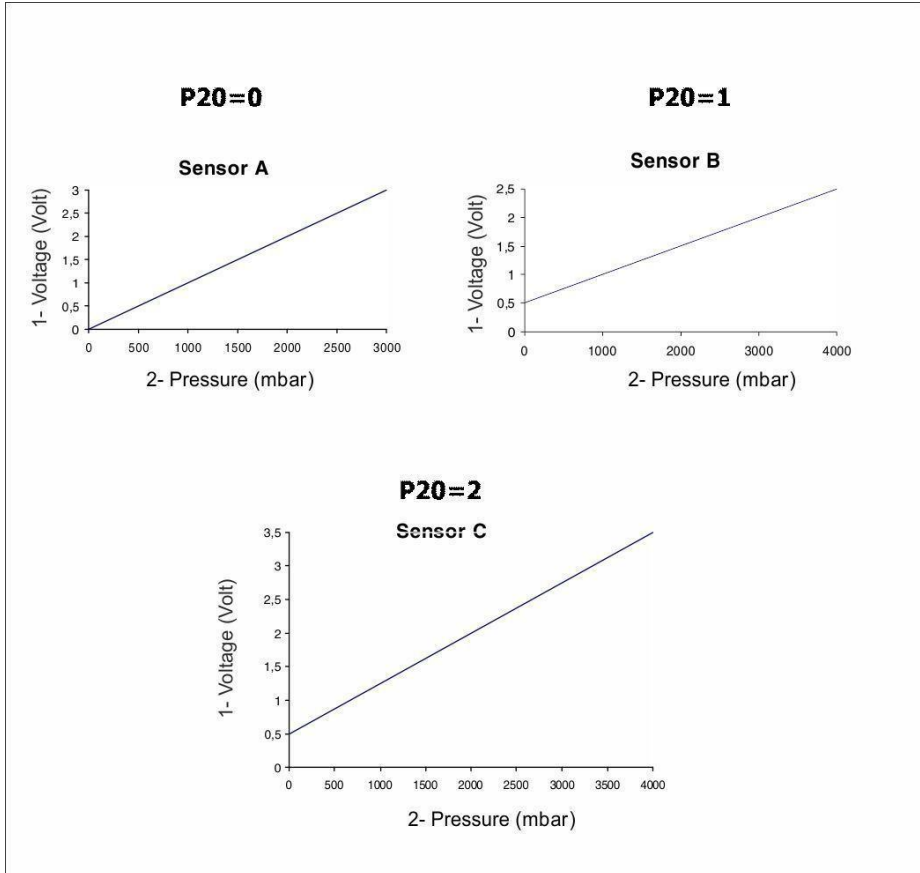 P20=0
Sensor A
1- Voltage (Volt)
3
2,5
2
1,5
1
0,5
0
0 500 1000 1500 2000 2500 3000
2- Pressure (mbar)
P20=1
Sensor B
1- Voltage (Volt)
2,5
2
1,5
1
0,5
0
0 1000 2000 3000 4000
2- Pressure (mbar)
P20=2
Sensor C
1- Voltage (Volt)
3,5
3
2,5
2
1,5
1
0,5
0
0 500 1000 1500 2000 2500 3000 3500 4000
2- Pressure (mbar)